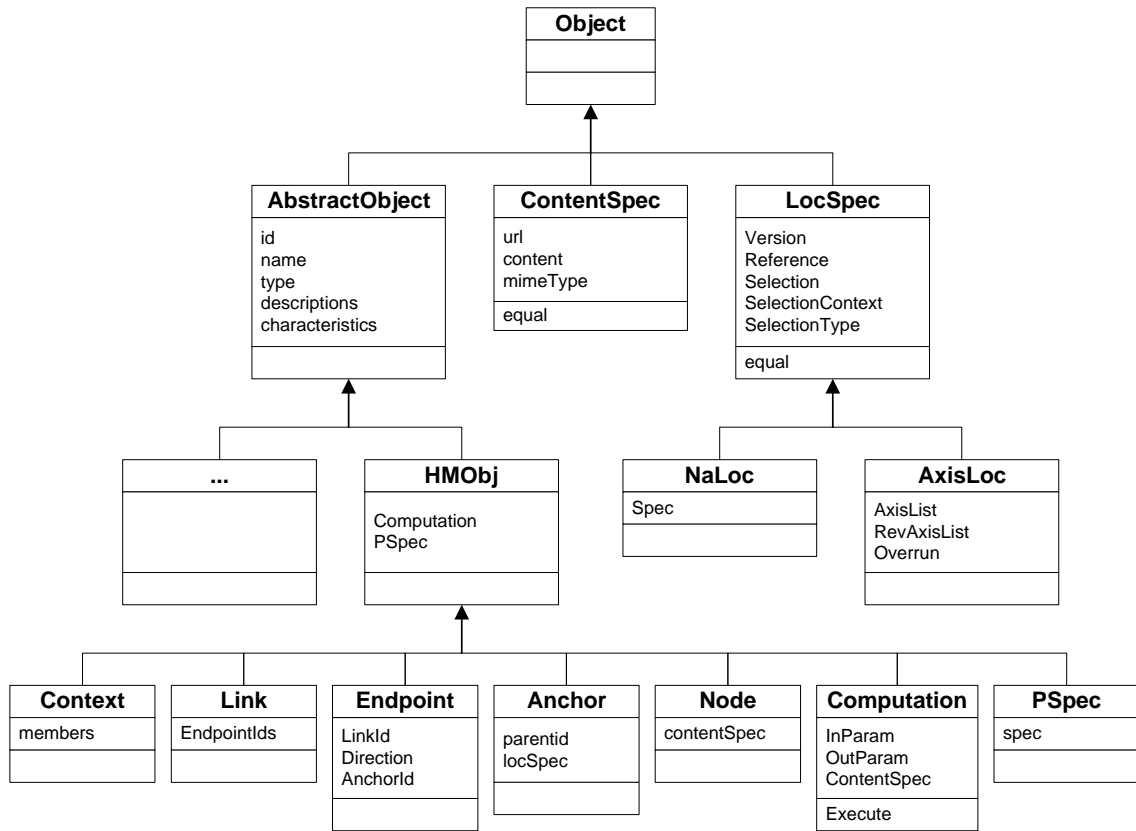 Object
AbstractObject
id
name
type
descriptions
characteristics
ContentSpec
url
content
mimeType
equal
LocSpec
Version
Reference
Selection
SelectionContext
SelectionType
equal
...
HMObj
Computation
PSpec
NaLoc
Spec
AxisLoc
AxisList
RevAxisList
Overrun
Context
members
Link
EndpointIds
Endpoint
LinkId
Direction
AnchorId
Anchor
parentid
locSpec
Node
contentSpec
Computation
InParam
OutParam
ContentSpec
Execute
PSpec
spec